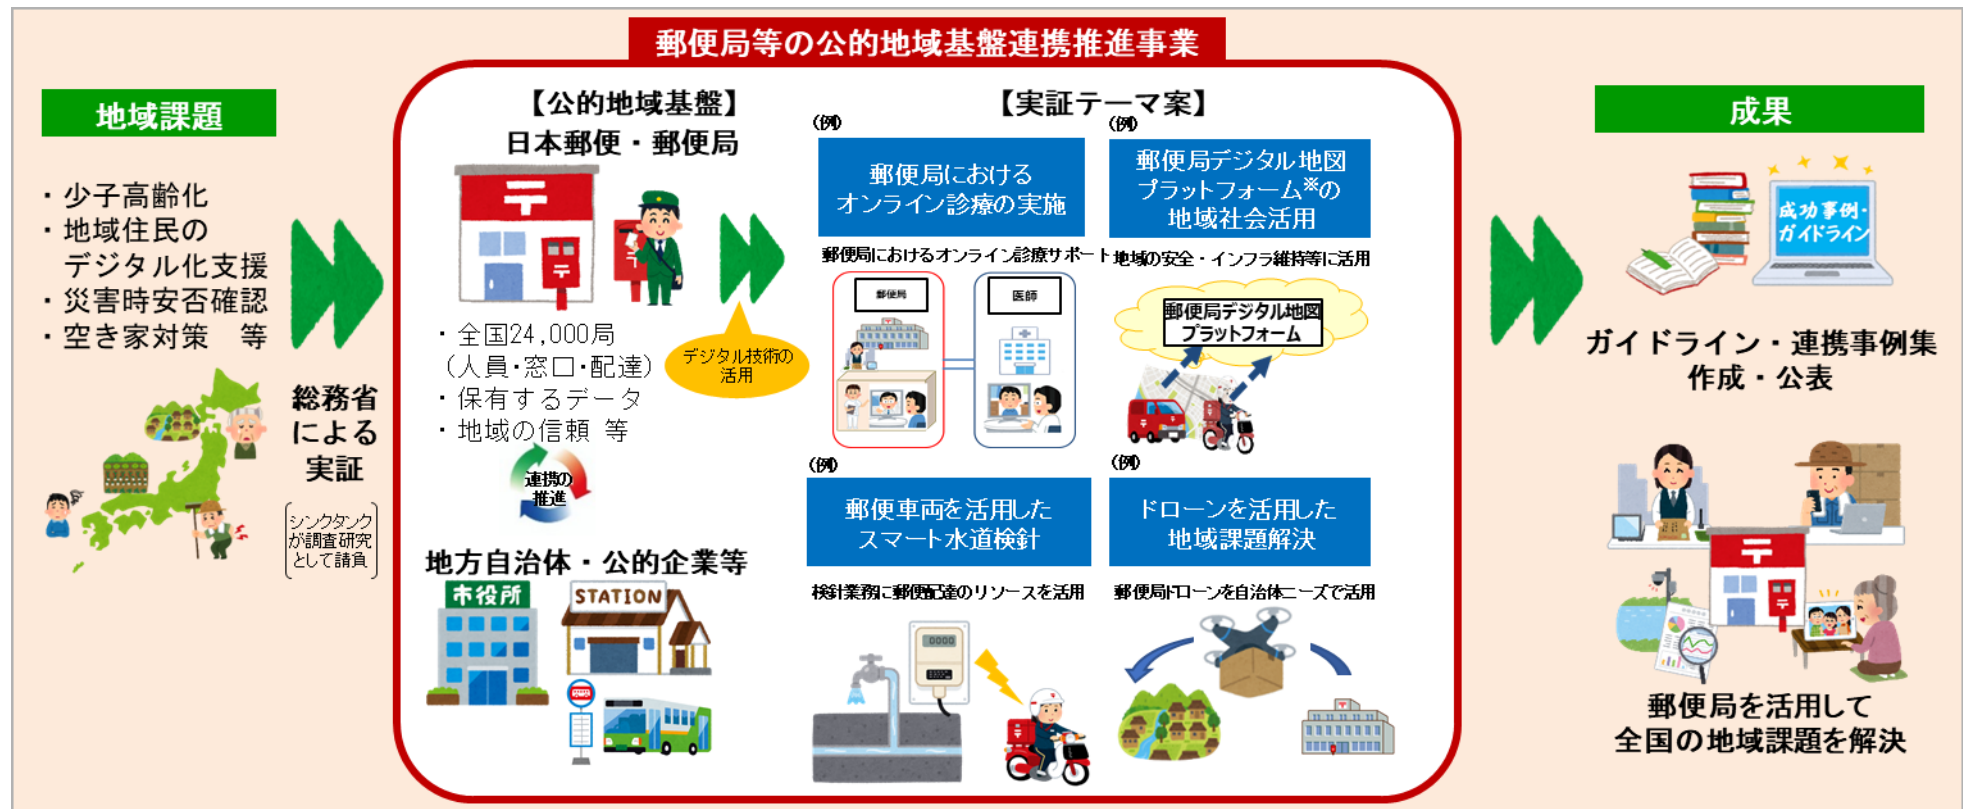 郵便局等の公的地域基盤連携推進事業
地域課題
・少子高齢化
・地域住民の
デジタル化支援
・災害時安否確認
・空き家対策　等
総務省
による
実証
シンクタンク
が調査研究
として請負
【公的地域基盤】
日本郵便・郵便局
・全国24,000局
（人員・窓口・配達）
・保有するデータ
・地域の信頼 等
連携の
推進
地方自治体・公的企業等
市役所
STATION
デジタル技術の
活用
【実証テーマ案】
（例）
郵便局における
オンライン診療の実施
郵便局におけるオンライン診療サポート
郵便局
医師
（例）
郵便局デジタル地図
プラットフォーム※の
地域社会活用
地域の安全・インフラ維持等に活用
郵便局デジタル地図
プラットフォーム
（例）
郵便車両を活用した
スマート水道検針
検針業務に郵便配達のリソースを活用
0000
（例）
ドローンを活用した
地域課題解決
郵便局ドローンを自治体ニーズで活用
成果
成功事例・
ガイドライン
ガイドライン・連携事例集
作成・公表
郵便局を活用して
全国の地域課題を解決